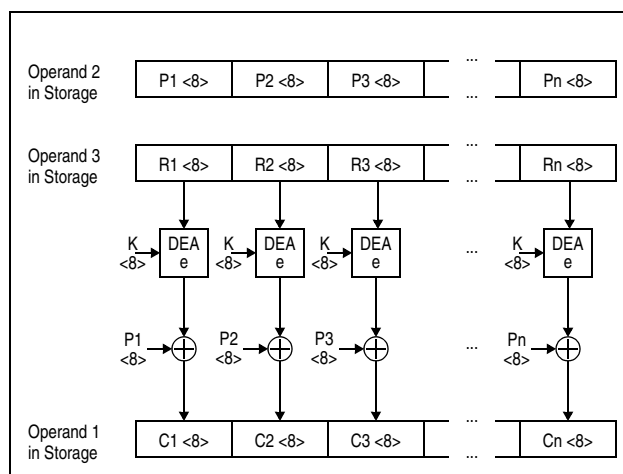 Operand 2
in Storage
P1 <8> P2 <8> P3 <8> ... ... Pn <8>
Operand 3
in Storage
R1 <8> R2 <8> R3 <8> ... ... Rn <8>
K <8> DEA e K <8> DEA e K <8> DEA e ... K <8> DEA e
P1 <8> P2 <8> P3 <8> ... Pn <8>
Operand 1
in Storage
C1 <8> C2 <8> C3 <8> ... ... Cn <8>